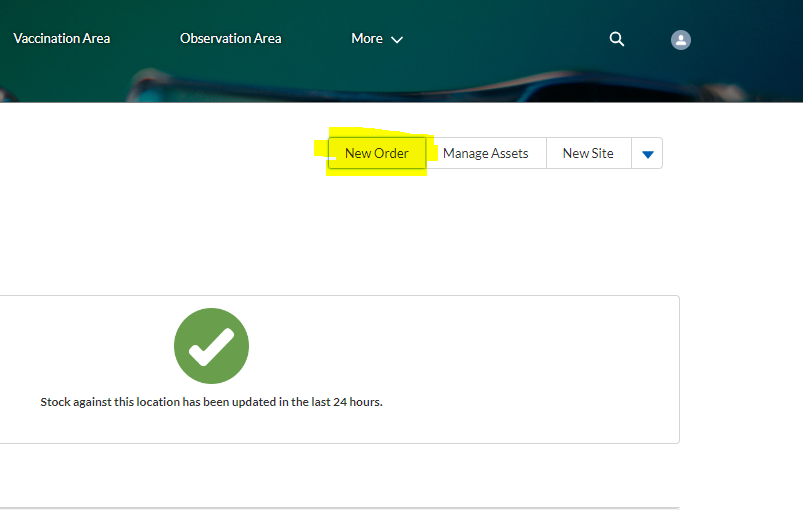 Vaccination Area Observation Area More
New Order Manage Assets New Site
Stock against this location has been updated in the last 24 hours.